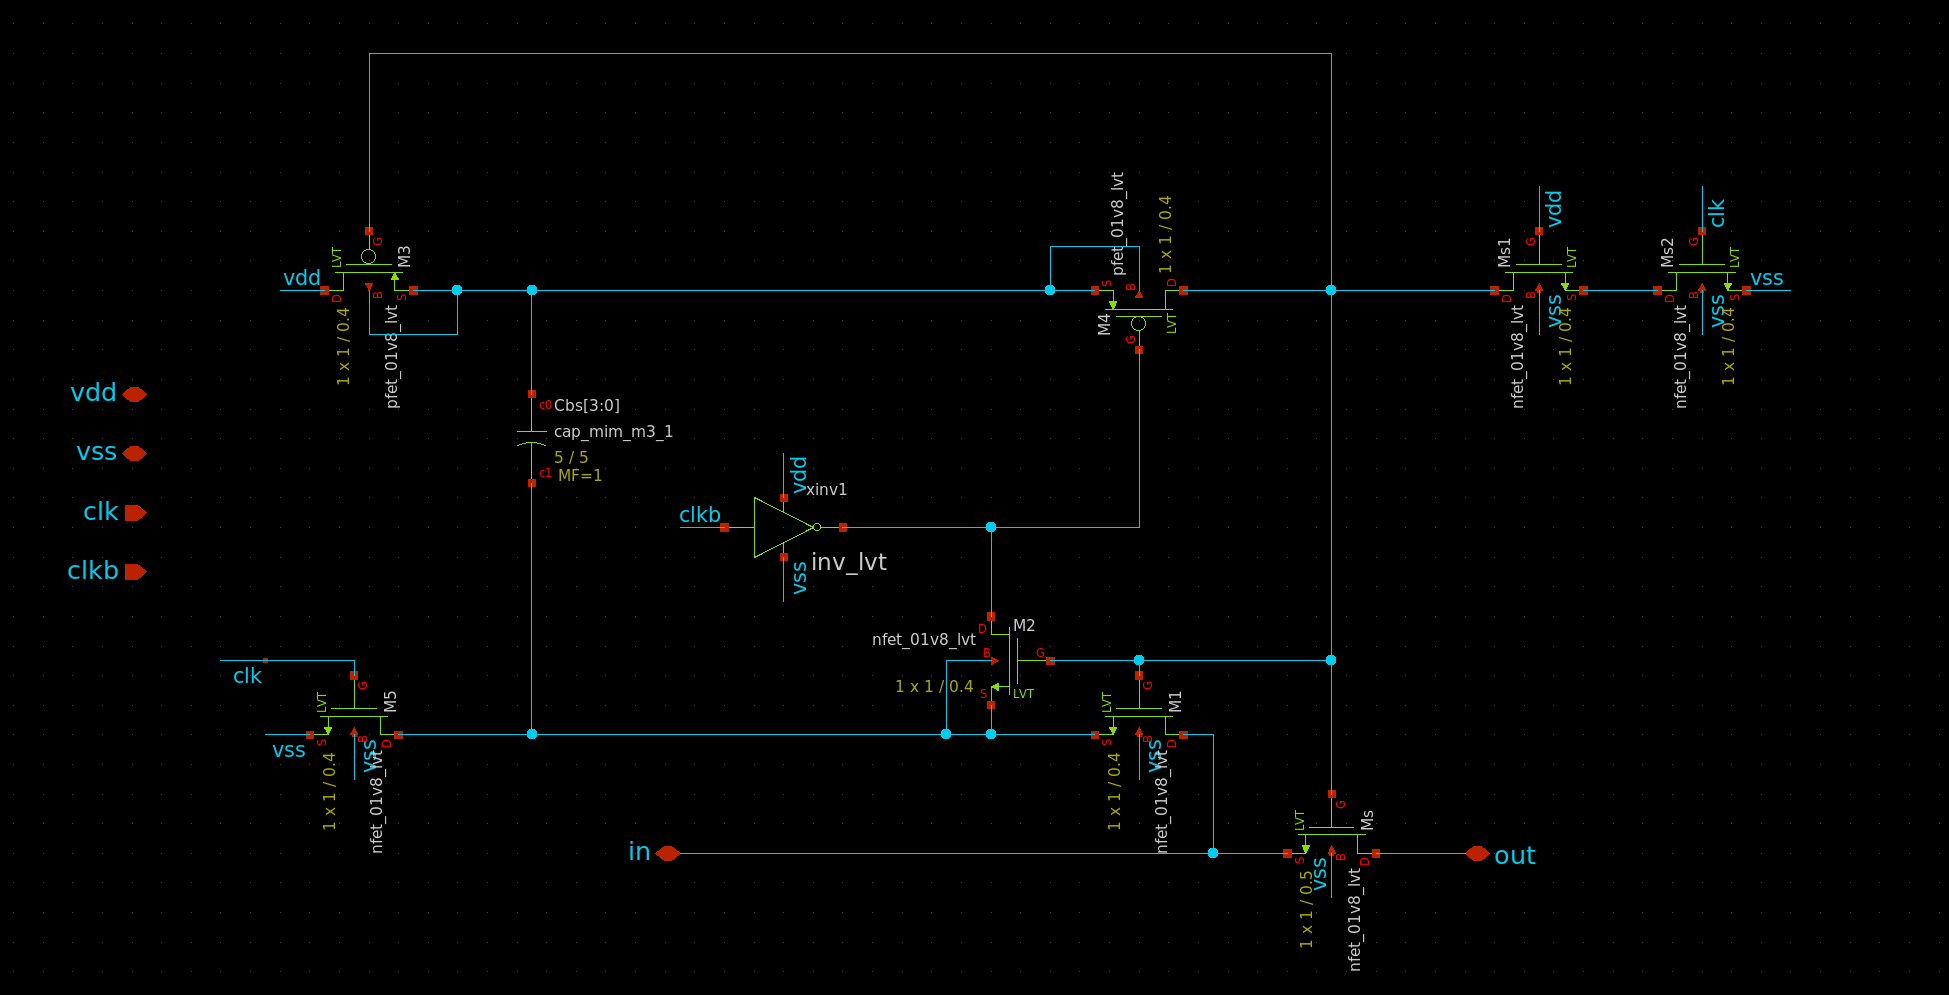 LVT
G
M3
vdd
D
B
S
1 x 1 / 0.4
pfet_01v8_lvt
pfet_01v8_lvt
1 x 1 / 0.4
S
B
D
M4
G
LVT
Ms1
G
vdd
LVT
D
B
vss
S
nfet_01v8_lvt
1 x 1 / 0.4
Ms2
G
clk
LVT
vss
D
B
vss
S
nfet_01v8_lvt
1 x 1 / 0.4
vdd
vss
clk
clkb
c0 Cbs[3:0]
cap_mim_m3_1
5 / 5
c1 MF=1
clkb
vdd
xinv1
vss
inv_lvt
D
M2
nfet_01v8_lvt
B
G
1 x 1 / 0.4
S
LVT
clk
LVT
G
M5
vss
S
B
vss
D
1 x 1 / 0.4
nfet_01v8_lvt
LVT
G
M1
S
B
vss
D
1 x 1 / 0.4
nfet_01v8_lvt
in
LVT
G
Ms
S
B
vss
D
1 x 1 / 0.5
nfet_01v8_lvt
out